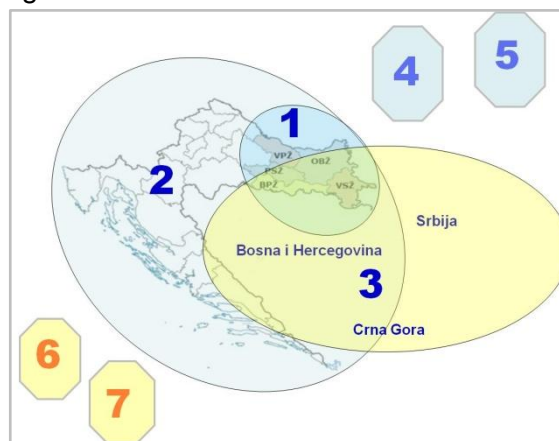 4
5
1
VPŽ
OBŽ
PSŽ
BPŽ
VSŽ
2
Srbija
Bosna i Hercegovina
3
Crna Gora
6
7